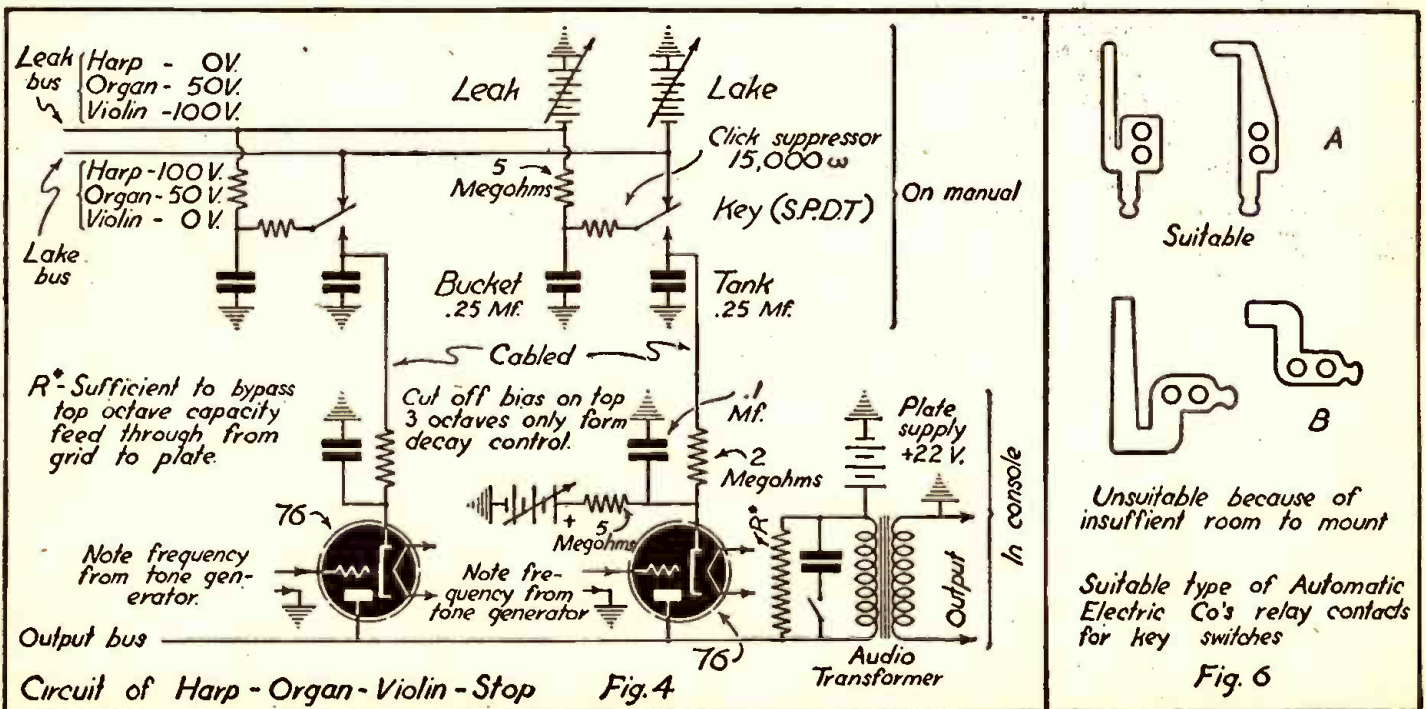 Leak bus
Harp - 0V.
Organ - 50V.
Violin -100V.
Lake bus
Harp -100V.
Organ - 50V.
Violin - 0V.
Leak
Lake
5 Megohms
Click suppressor
15,000 ω
Key (S.P.D.T)
On manual
Bucket
.25 Mf.
Tank
.25 Mf.
Cabled
R*-Sufficient to bypass
top octave capacity
feed through from
grid to plate.
Cut off bias on top
3 octaves only form
decay control.
.1
Mf.
2
Megohms
Plate
supply
+22 V.
+
5
Megohms
R*
In console
76
Note frequency
from tone gen-
erator.
Note fre-
quency from
tone generator
76
Output
Output bus
Audio
Transformer
Circuit of Harp - Organ - Violin - Stop Fig. 4
A
Suitable
B
Unsuitable because of
insufficient room to mount
Suitable type of Automatic
Electric Co's relay contacts
for key switches
Fig. 6